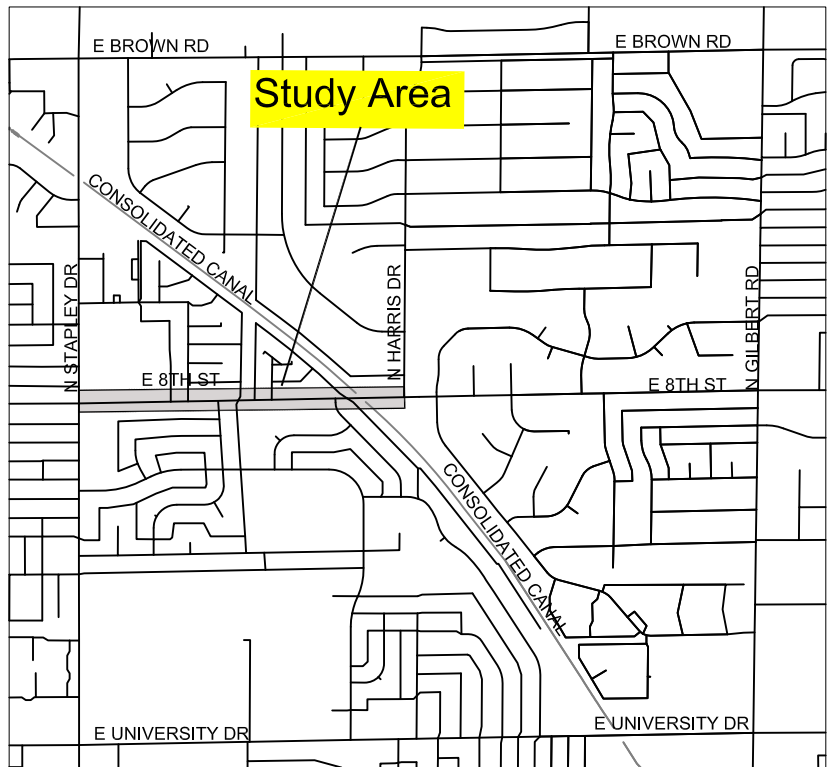 E BROWN RD
E BROWN RD
Study Area
CONSOLIDATED CANAL
N STAPLEY DR
N HARRIS DR
N GILBERT RD
E 8TH ST
E 8TH ST
CONSOLIDATED CANAL
E UNIVERSITY DR
E UNIVERSITY DR